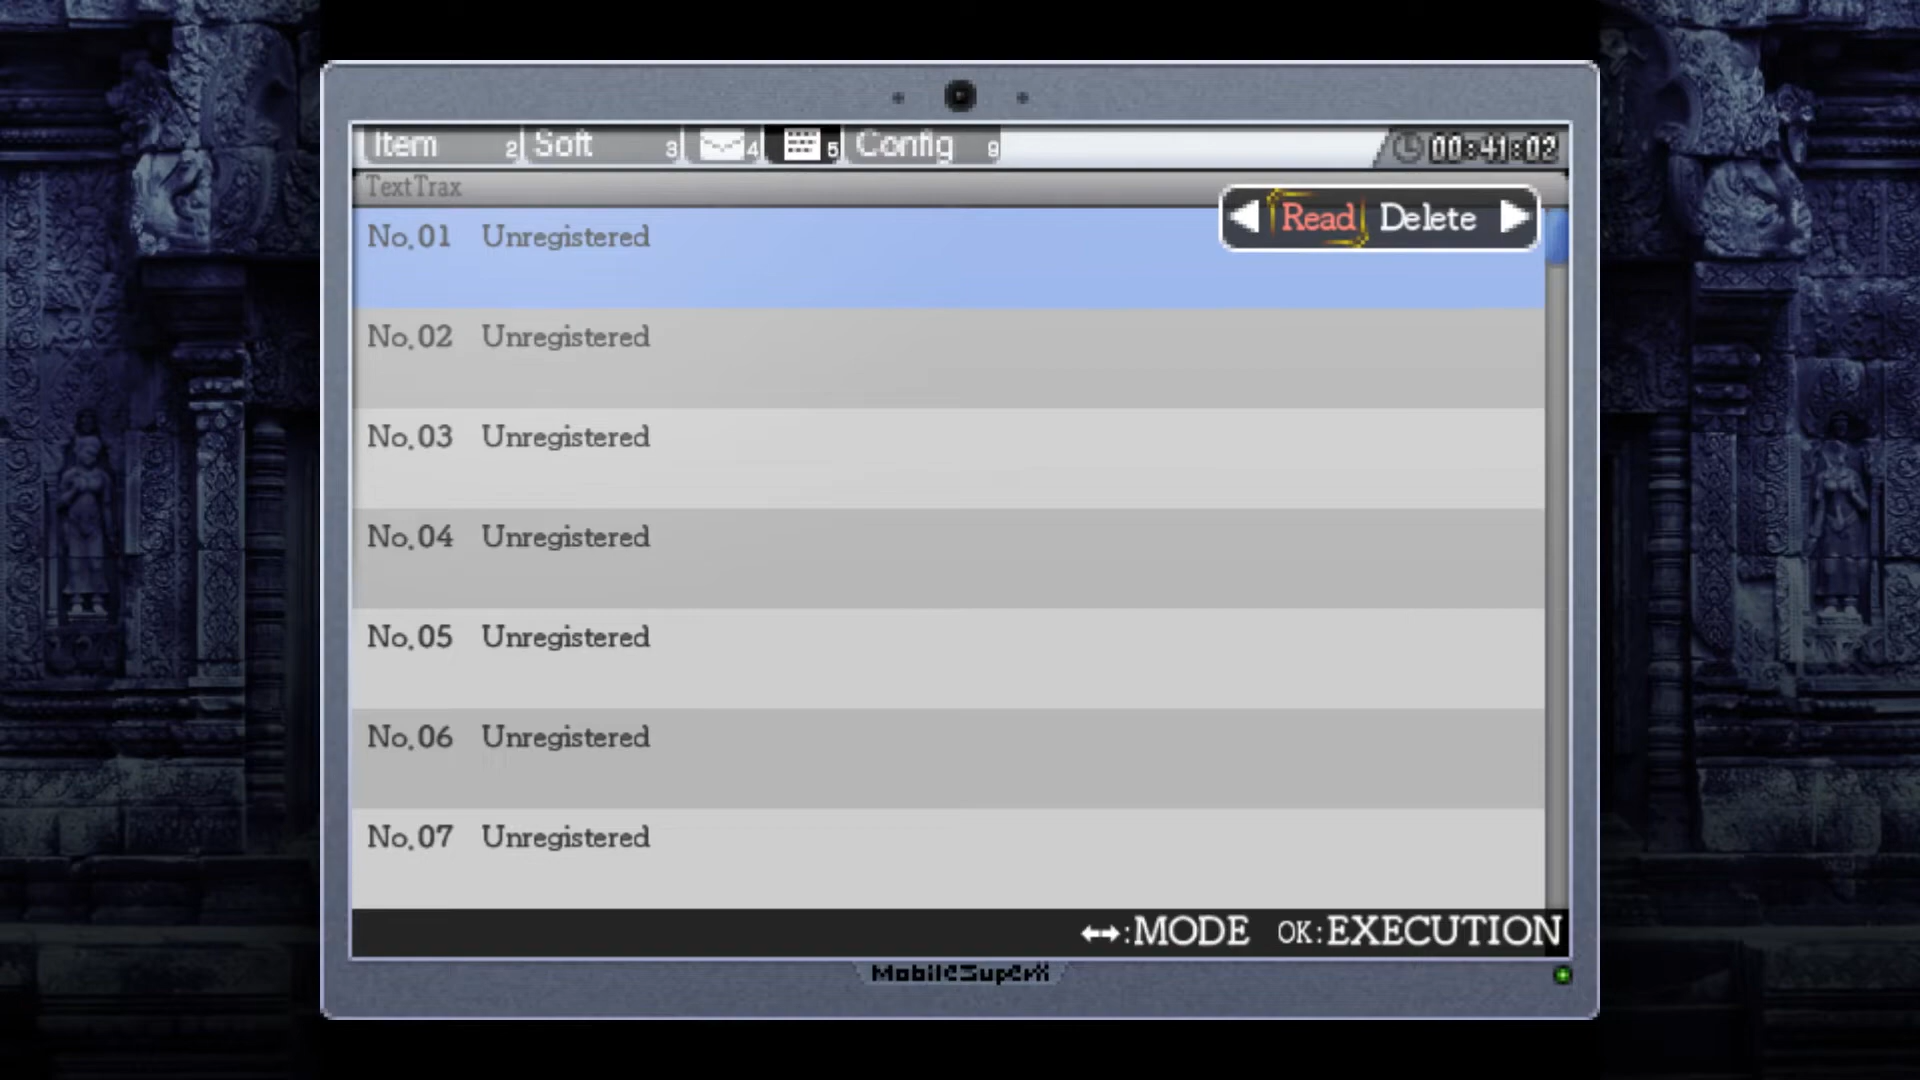 Item 2 Soft 3 4 5 Config 9 00:41:02
TextTrax
Read Delete
No.01 Unregistered
No.02 Unregistered
No.03 Unregistered
No.04 Unregistered
No.05 Unregistered
No.06 Unregistered
No.07 Unregistered
↔:MODE OK:EXECUTION
MobileSuperX